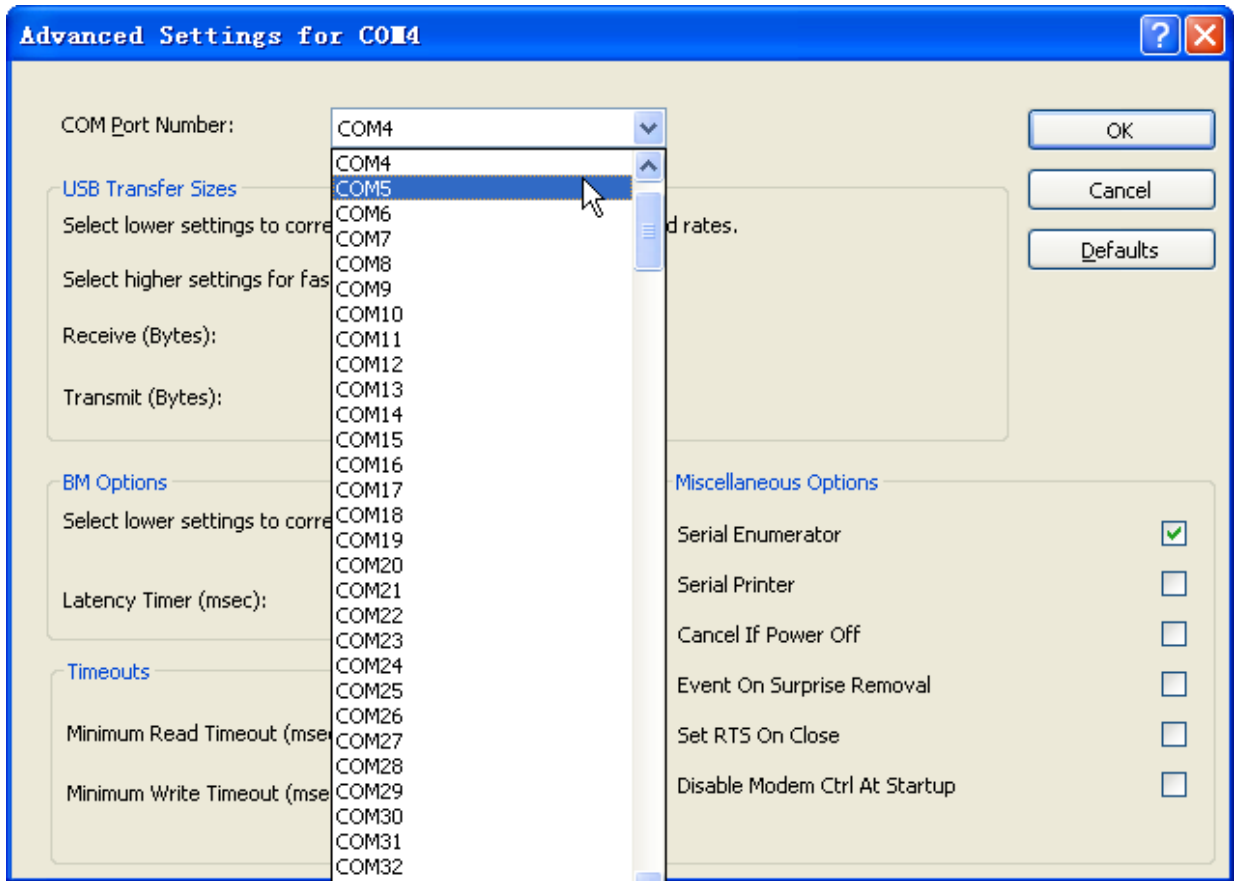 Advanced Settings for COM4
COM Port Number:
COM4
OK
Cancel
Defaults
COM4
COM5
COM6
COM7
COM8
COM9
COM10
COM11
COM12
COM13
COM14
COM15
COM16
COM17
COM18
COM19
COM20
COM21
COM22
COM23
COM24
COM25
COM26
COM27
COM28
COM29
COM30
COM31
COM32
USB Transfer Sizes
Select lower settings to corre d rates.
Select higher settings for fas
Receive (Bytes):
Transmit (Bytes):
BM Options
Select lower settings to corre
Latency Timer (msec):
Timeouts
Minimum Read Timeout (mse
Minimum Write Timeout (mse
Miscellaneous Options
Serial Enumerator
Serial Printer
Cancel If Power Off
Event On Surprise Removal
Set RTS On Close
Disable Modem Ctrl At Startup